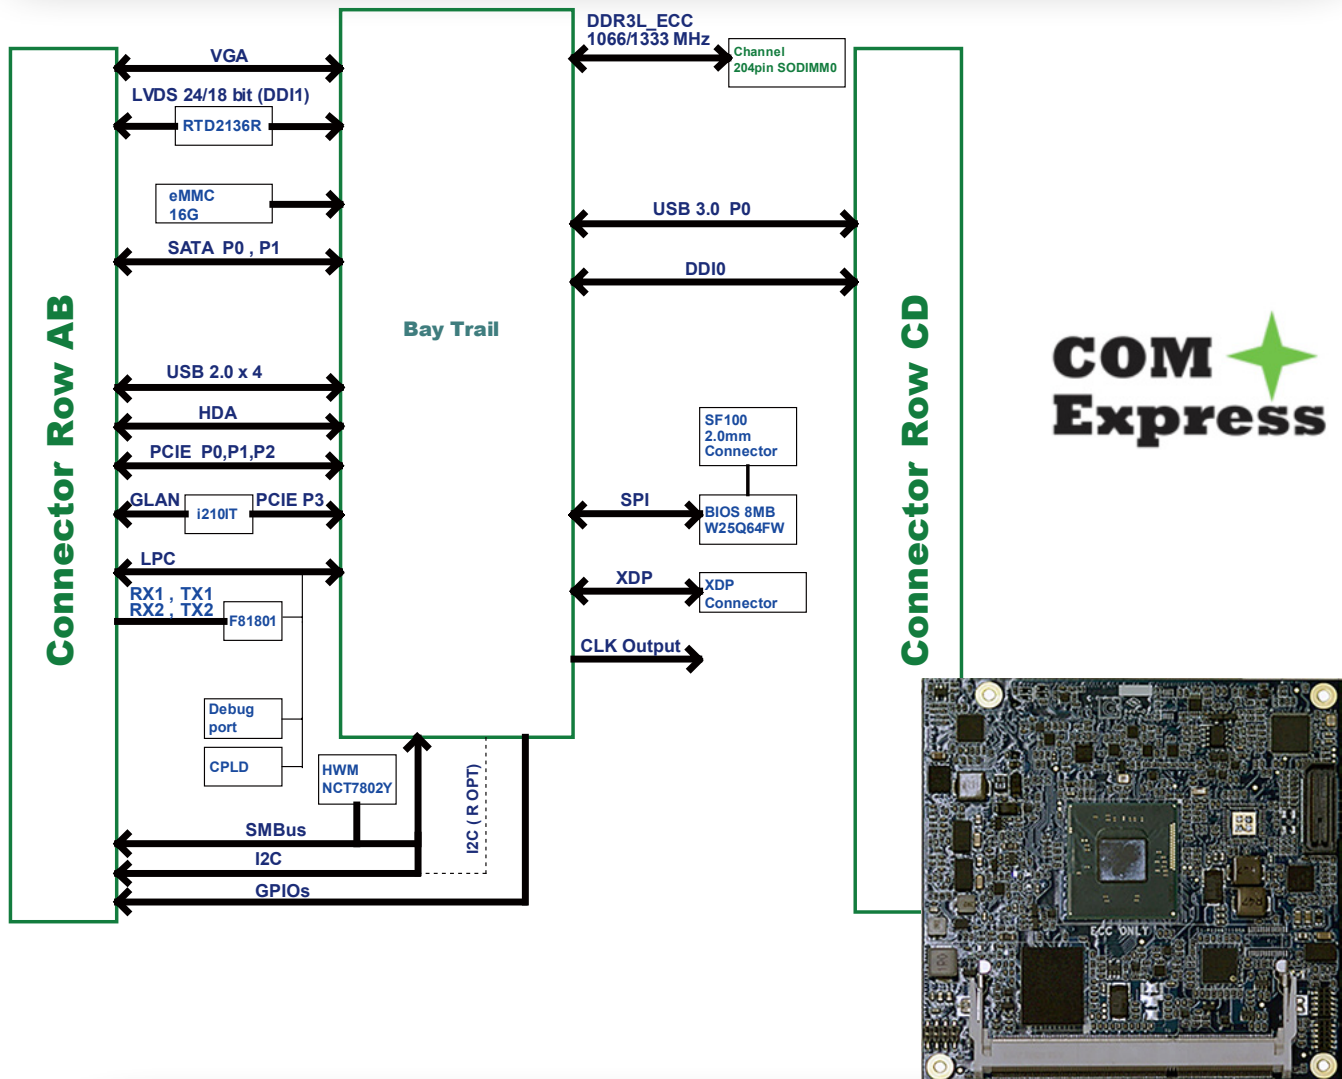 DDR3L_ECC
1066/1333 MHz
Channel
204pin SODIMM0
VGA
LVDS 24/18 bit (DDI1)
RTD2136R
eMMC
16G
SATA P0 , P1
USB 3.0 P0
DDI0
Connector Row AB
Bay Trail
Connector Row CD
COM
Express
USB 2.0 x 4
HDA
PCIE P0,P1,P2
GLAN
i210IT
PCIE P3
SF100
2.0mm
Connector
SPI
BIOS 8MB
W25Q64FW
LPC
RX1 , TX1
RX2 , TX2
F81801
XDP
XDP
Connector
CLK Output
Debug
port
CPLD
HWM
NCT7802Y
I2C ( R OPT)
SMBus
I2C
GPIOs
ECC ONLY